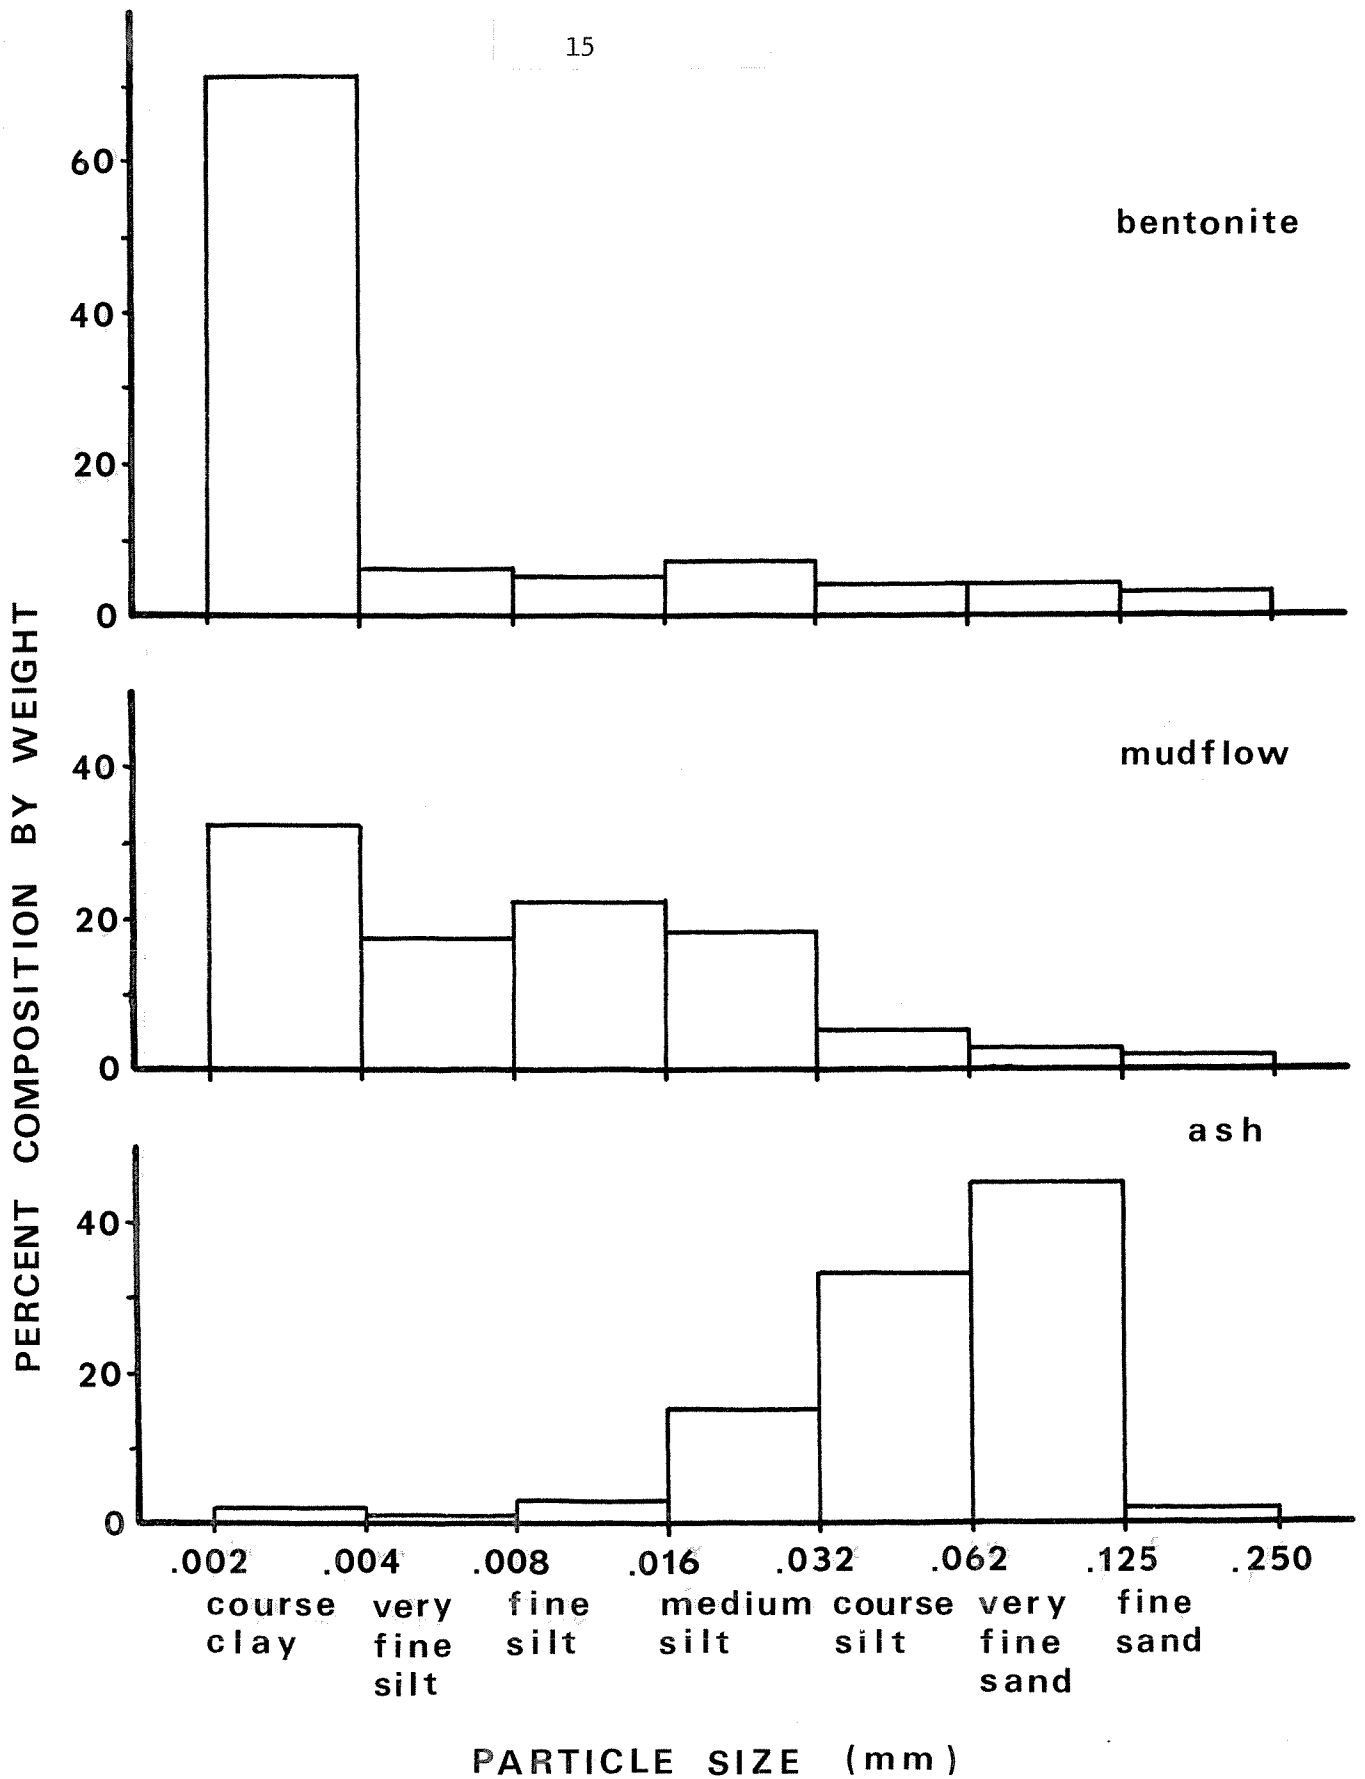 15
PERCENT COMPOSITION BY WEIGHT
60
40
20
0
bentonite
40
20
0
mudflow
40
20
0
ash
.002 .004 .008 .016 .032 .062 .125 .250
course very fine medium course very fine
clay fine silt silt silt fine sand
silt sand
PARTICLE SIZE (mm)